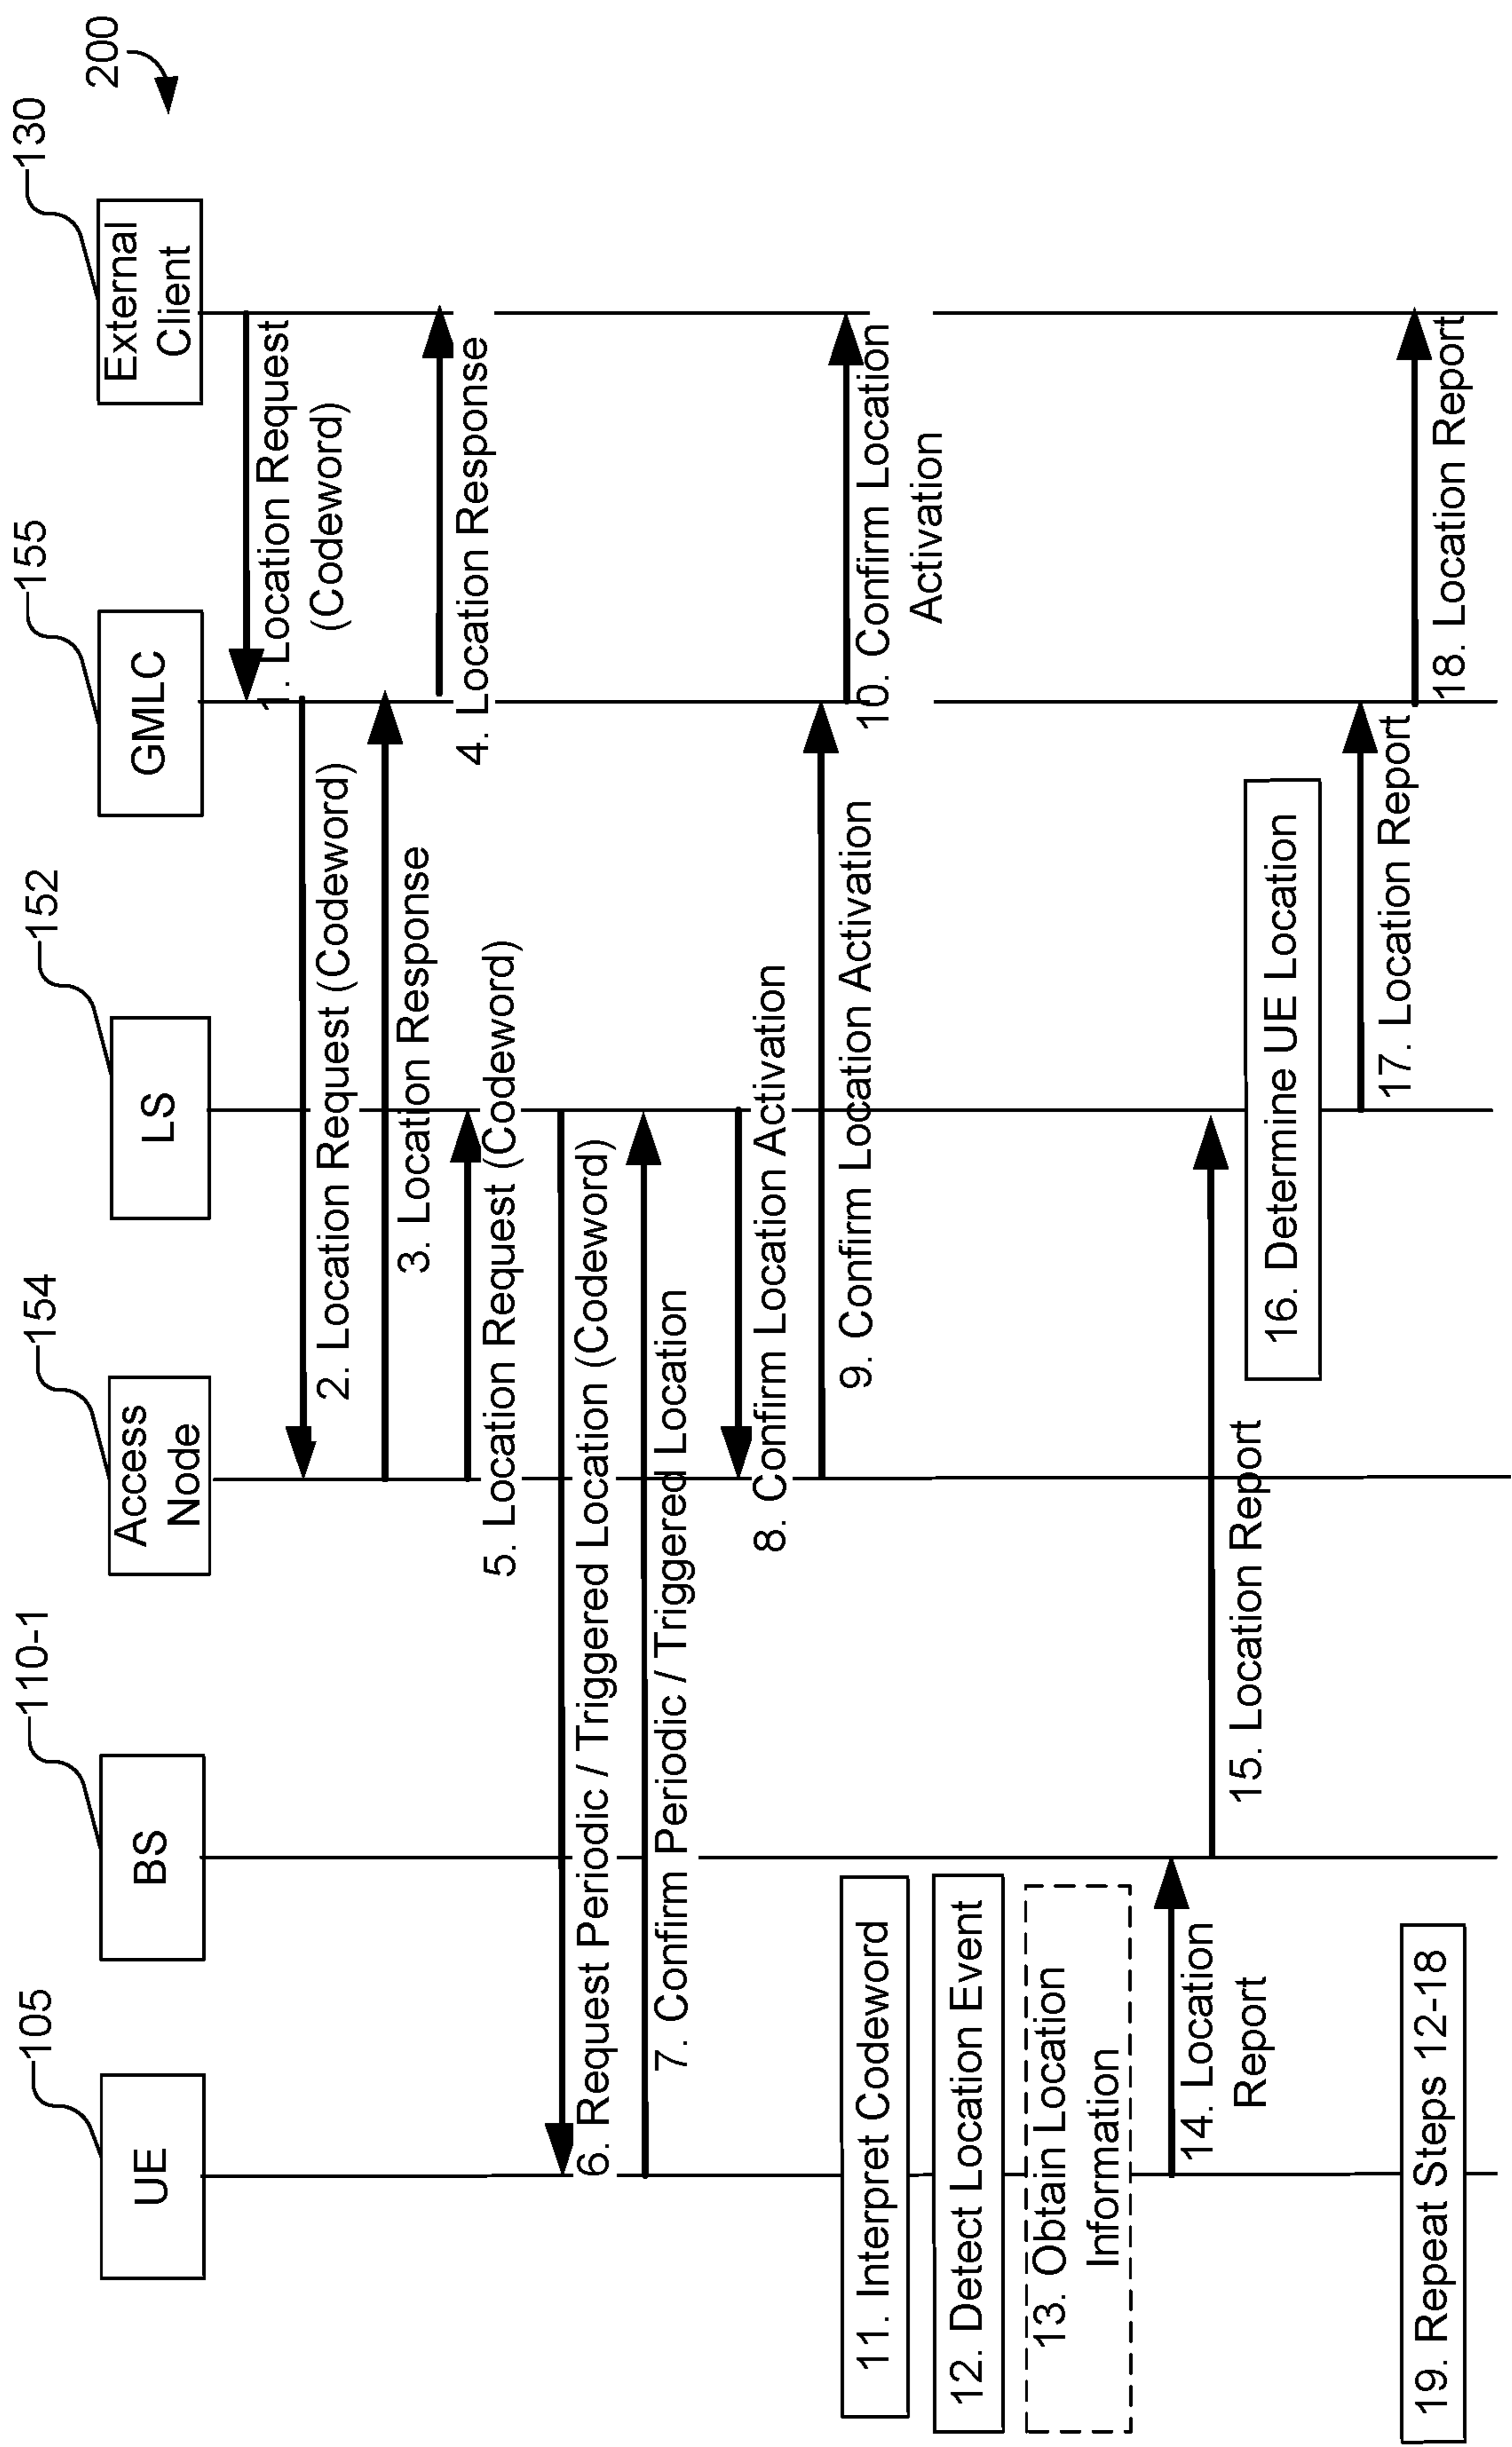 200
105
110-1
154
152
155
130
UE
BS
Access
Node
LS
GMLC
External
Client
1. Location Request
(Codeword)
2. Location Request (Codeword)
3. Location Response
4. Location Response
5. Location Request (Codeword)
6. Request Periodic / Triggered Location (Codeword)
7. Confirm Periodic / Triggered Location
8. Confirm Location Activation
9. Confirm Location Activation
10. Confirm Location
Activation
11. Interpret Codeword
12. Detect Location Event
13. Obtain Location
Information
14. Location
Report
15. Location Report
16. Determine UE Location
17. Location Report
18. Location Report
19. Repeat Steps 12-18